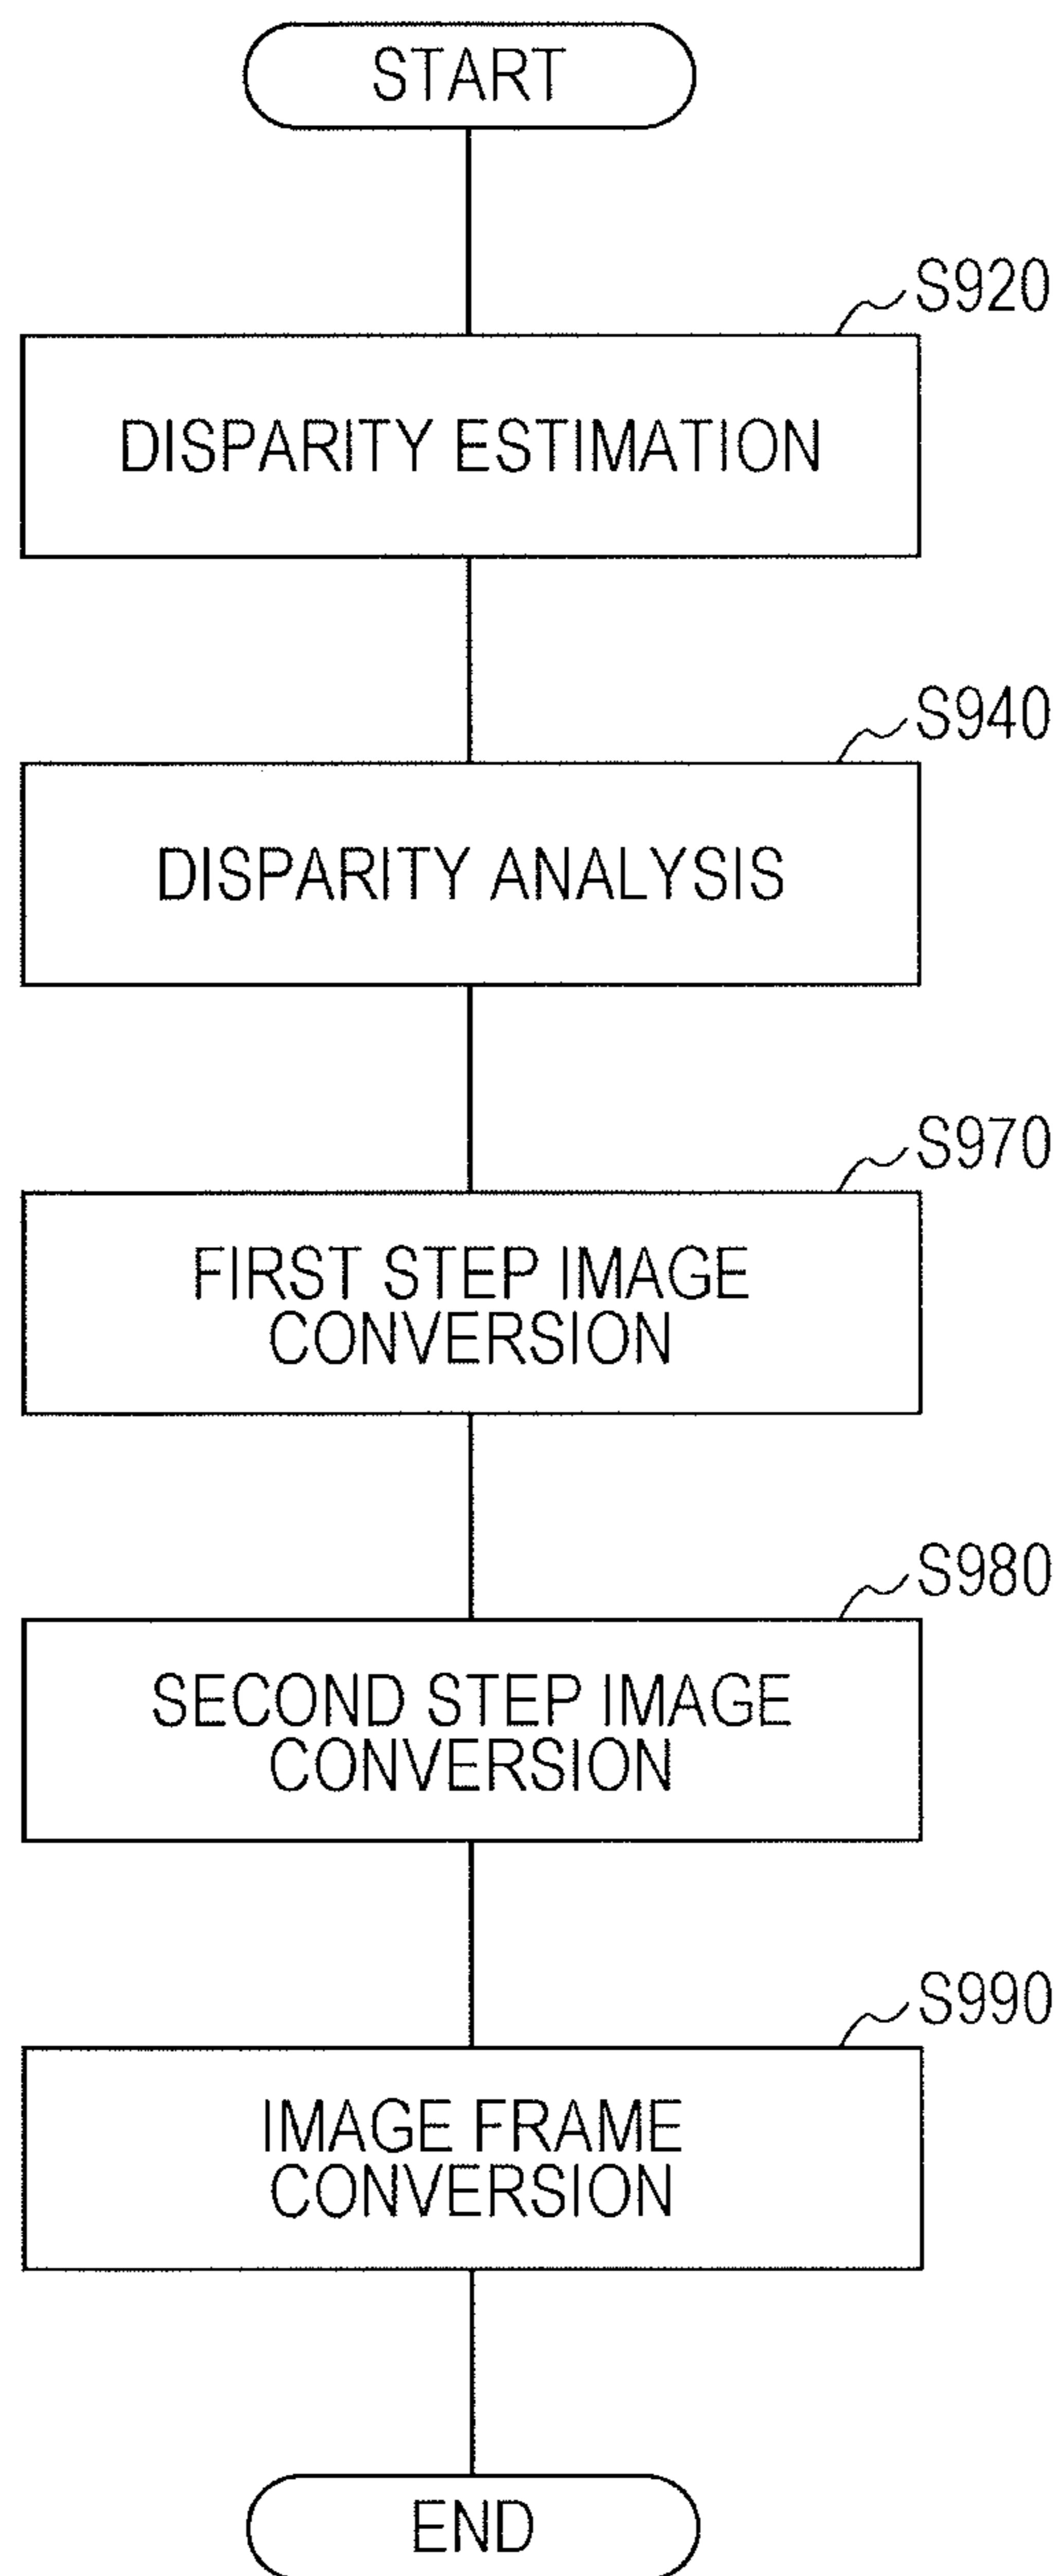 START
S920
DISPARITY ESTIMATION
S940
DISPARITY ANALYSIS
S970
FIRST STEP IMAGE
CONVERSION
S980
SECOND STEP IMAGE
CONVERSION
S990
IMAGE FRAME
CONVERSION
END